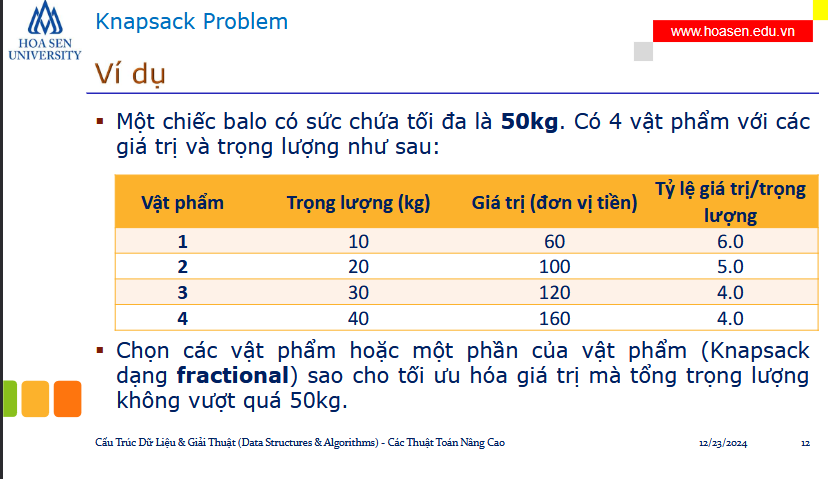 HOA SEN
UNIVERSITY
Knapsack Problem
www.hoasen.edu.vn
Ví dụ
▪ Một chiếc balo có sức chứa tối đa là 50kg. Có 4 vật phẩm với các
giá trị và trọng lượng như sau:
Vật phẩm Trọng lượng (kg) Giá trị (đơn vị tiền) Tỷ lệ giá trị/trọng
lượng
1 10 60 6.0
2 20 100 5.0
3 30 120 4.0
4 40 160 4.0
▪ Chọn các vật phẩm hoặc một phần của vật phẩm (Knapsack
dạng fractional) sao cho tối ưu hóa giá trị mà tổng trọng lượng
không vượt quá 50kg.
Cấu Trúc Dữ Liệu & Giải Thuật (Data Structures & Algorithms) - Các Thuật Toán Nâng Cao 12/23/2024 12